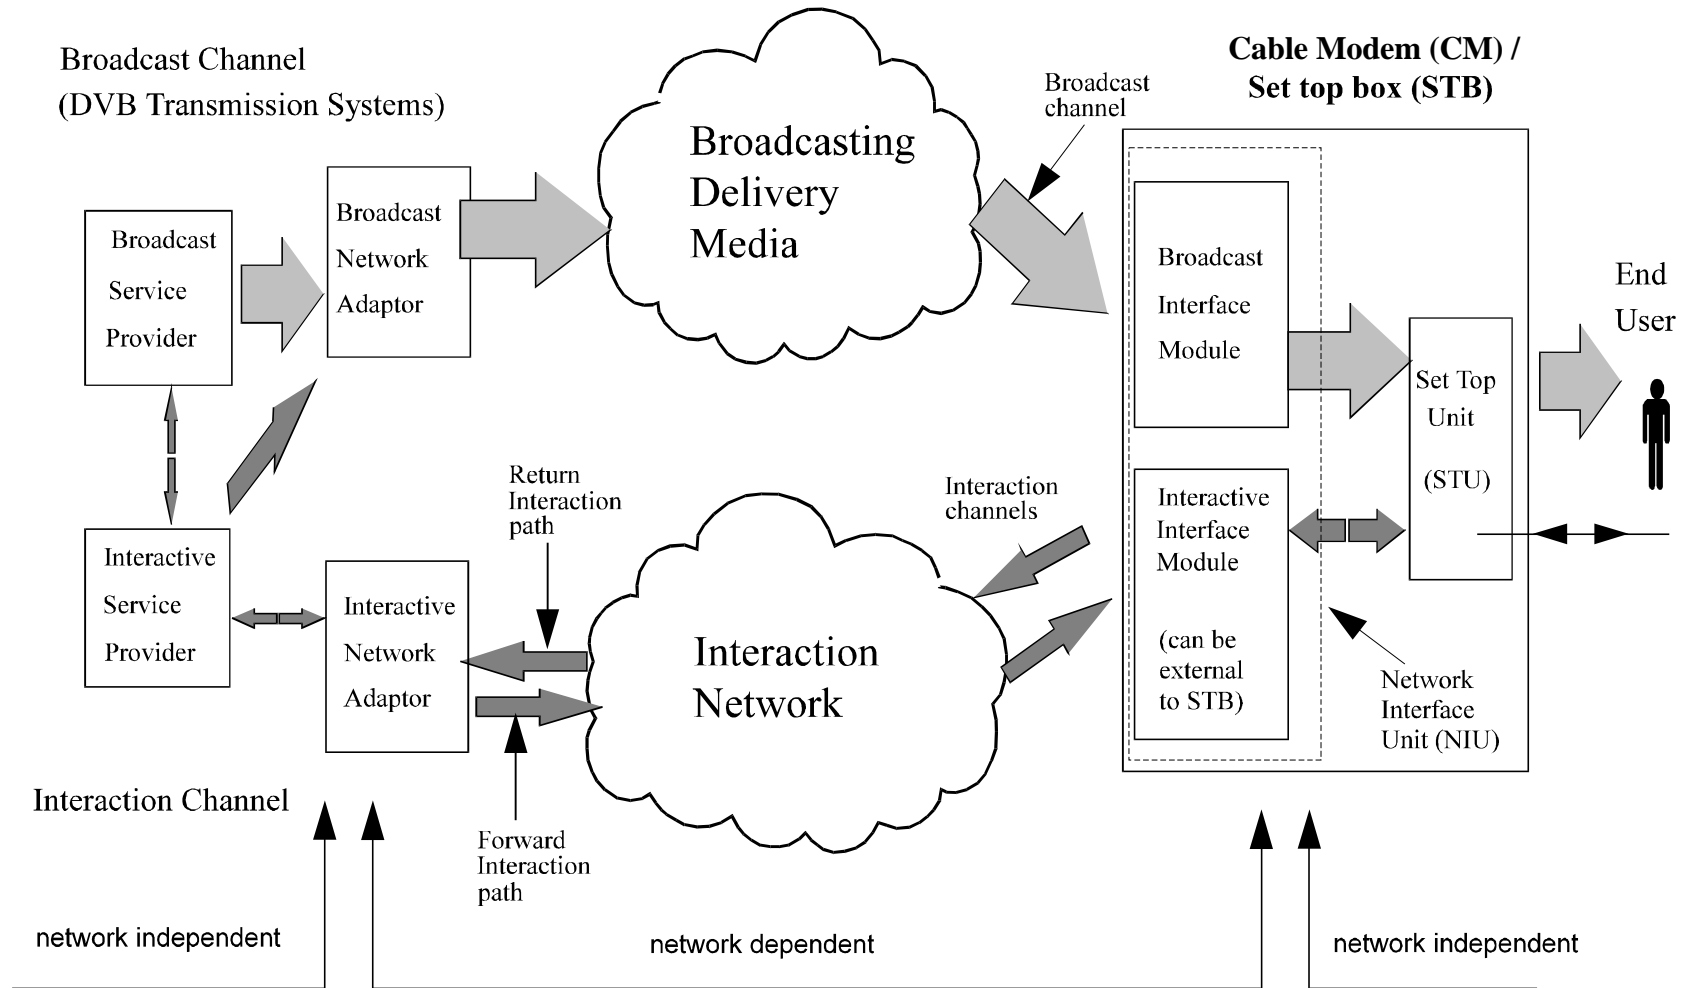 Broadcast Channel
(DVB Transmission Systems)
Cable Modem (CM) /
Set top box (STB)
Broadcast
channel
Broadcasting
Delivery
Media
Broadcast
Network
Adaptor
Broadcast
Service
Provider
Broadcast
Interface
Module
End
User
Set Top
Unit
(STU)
Return
Interaction
path
Interaction
channels
Interactive
Interface
Module
(can be
external
to STB)
Interactive
Service
Provider
Interactive
Network
Adaptor
Interaction
Network
Network
Interface
Unit (NIU)
Interaction Channel
Forward
Interaction
path
network independent
network dependent
network independent